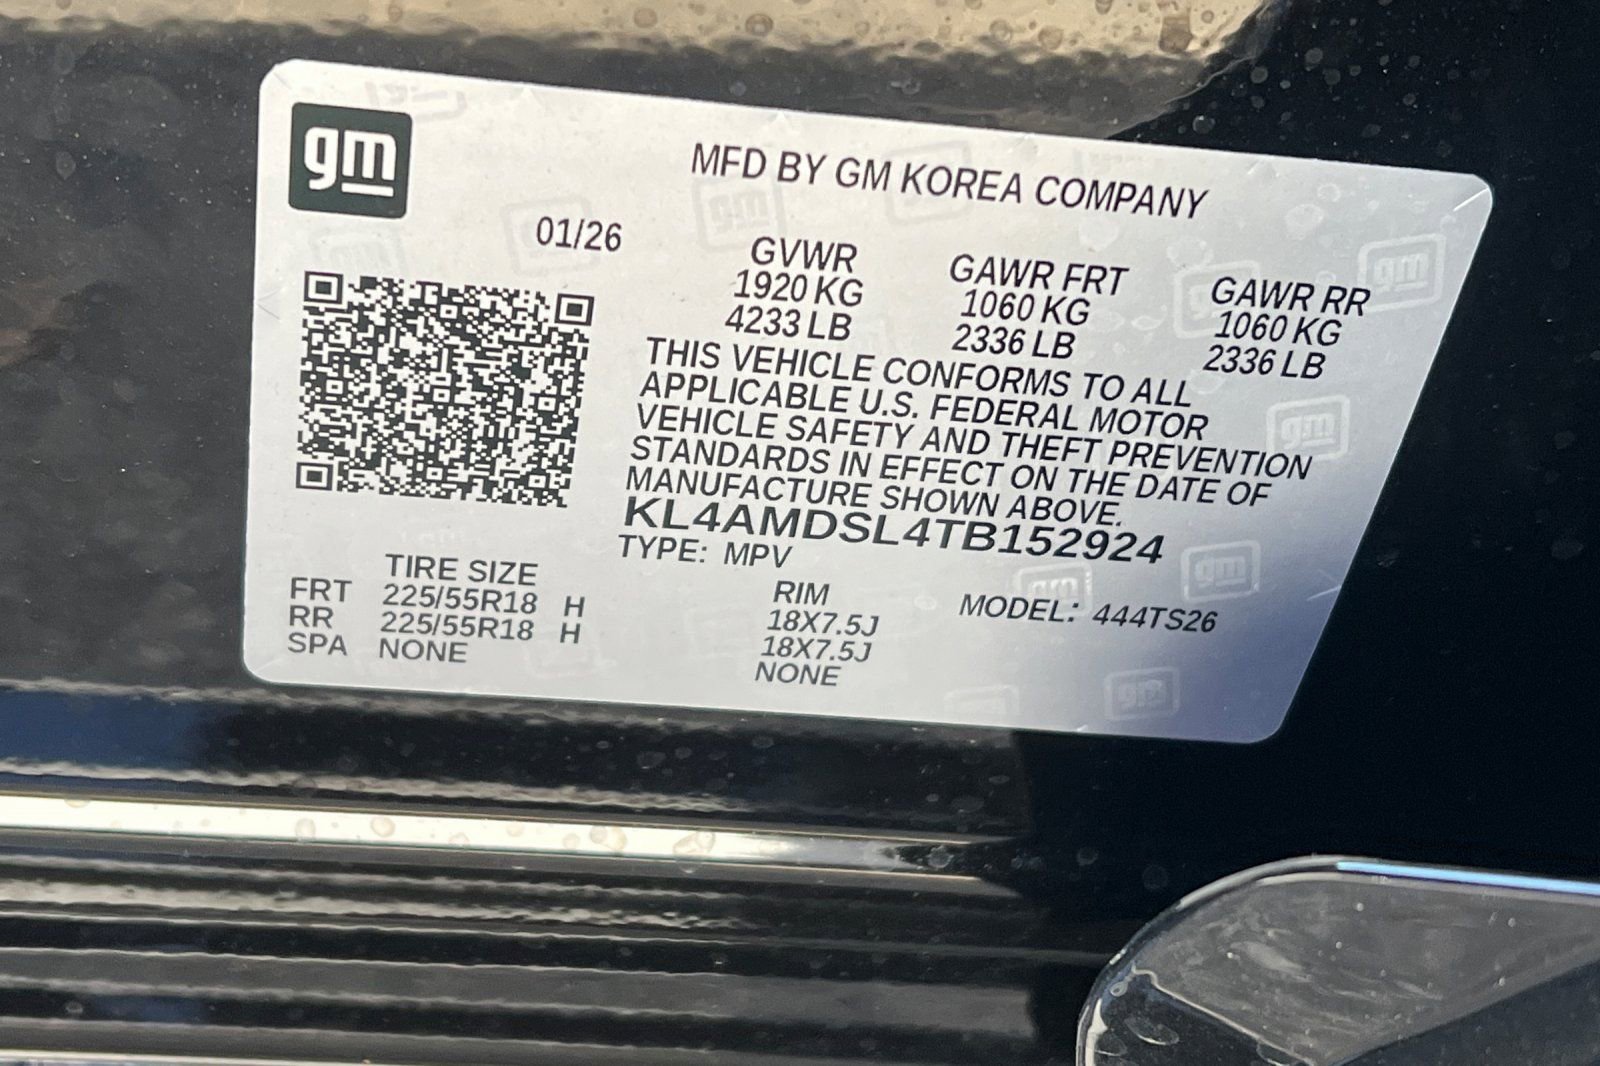 gm
MFD BY GM KOREA COMPANY
01/26
GVWR GAWR FRT GAWR RR
1920 KG 1060 KG 1060 KG
4233 LB 2336 LB 2336 LB
THIS VEHICLE CONFORMS TO ALL
APPLICABLE U.S. FEDERAL MOTOR
VEHICLE SAFETY AND THEFT PREVENTION
STANDARDS IN EFFECT ON THE DATE OF
MANUFACTURE SHOWN ABOVE.
KL4AMDSL4TB152924
TYPE: MPV
TIRE SIZE RIM MODEL: 444TS26
FRT 225/55R18 H 18X7.5J
RR 225/55R18 H 18X7.5J
SPA NONE NONE